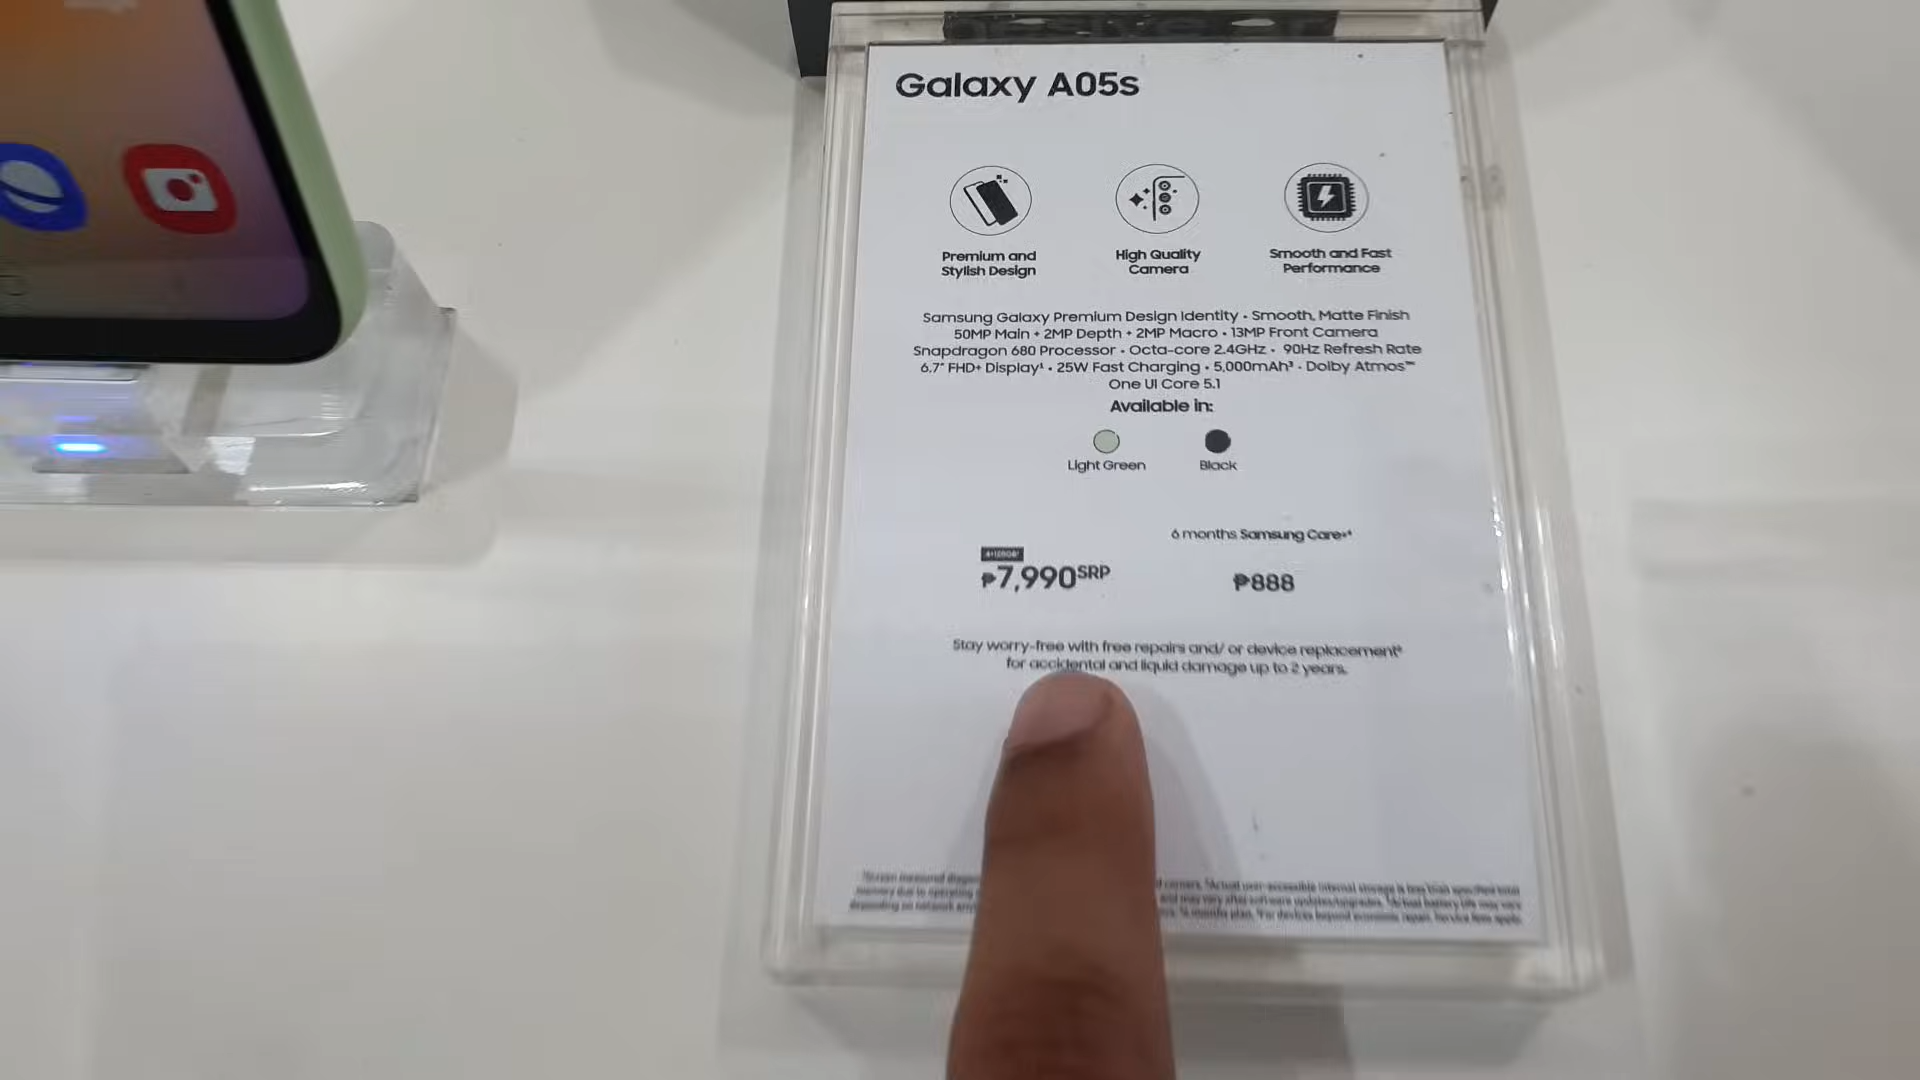 Galaxy A05s
Premium and
Stylish Design
High Quality
Camera
Smooth and Fast
Performance
Samsung Galaxy Premium Design Identity • Smooth, Matte Finish
50MP Main + 2MP Depth + 2MP Macro • 13MP Front Camera
Snapdragon 680 Processor • Octa-core 2.4GHz • 90Hz Refresh Rate
6.7" FHD+ Display¹ • 25W Fast Charging • 5,000mAh³ • Dolby Atmos™
One UI Core 5.1
Available in:
Light Green
Black
6 months Samsung Care+⁴
₱7,990SRP
₱888
Stay worry-free with free repairs and/ or device replacement⁵
for accidental and liquid damage up to 2 years.